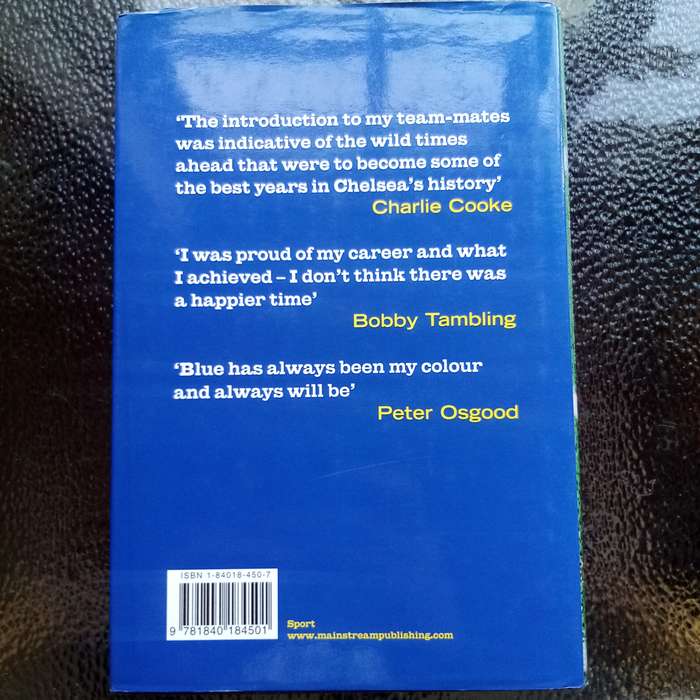 ‘The introduction to my team-mates
was indicative of the wild times
ahead that were to become some of
the best years in Chelsea’s history’
Charlie Cooke
‘I was proud of my career and what
I achieved – I don’t think there was
a happier time’
Bobby Tambling
‘Blue has always been my colour
and always will be’
Peter Osgood
ISBN 1-84018-450-7
9 781840 184501
Sport
www.mainstreampublishing.com